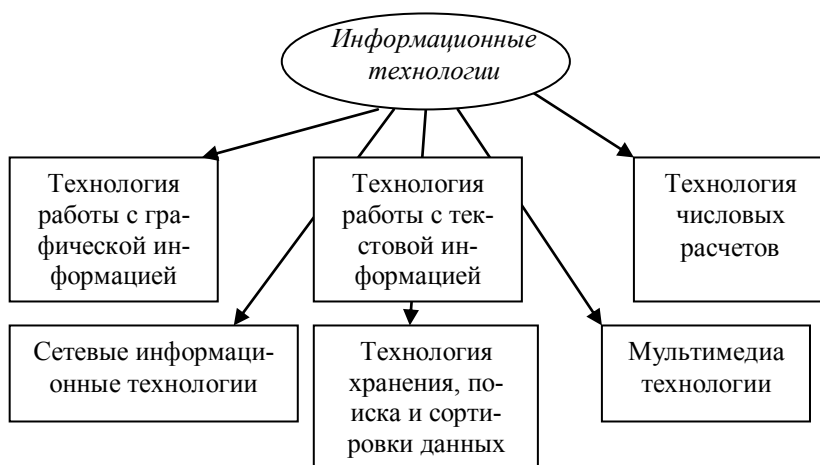 Информационные
технологии
Технология
работы с гра-
фической ин-
формацией
Технология
работы с тек-
стовой ин-
формацией
Технология
числовых
расчетов
Сетевые информаци-
онные технологии
Технология
хранения, по-
иска и сорти-
ровки данных
Мультимедиа
технологии